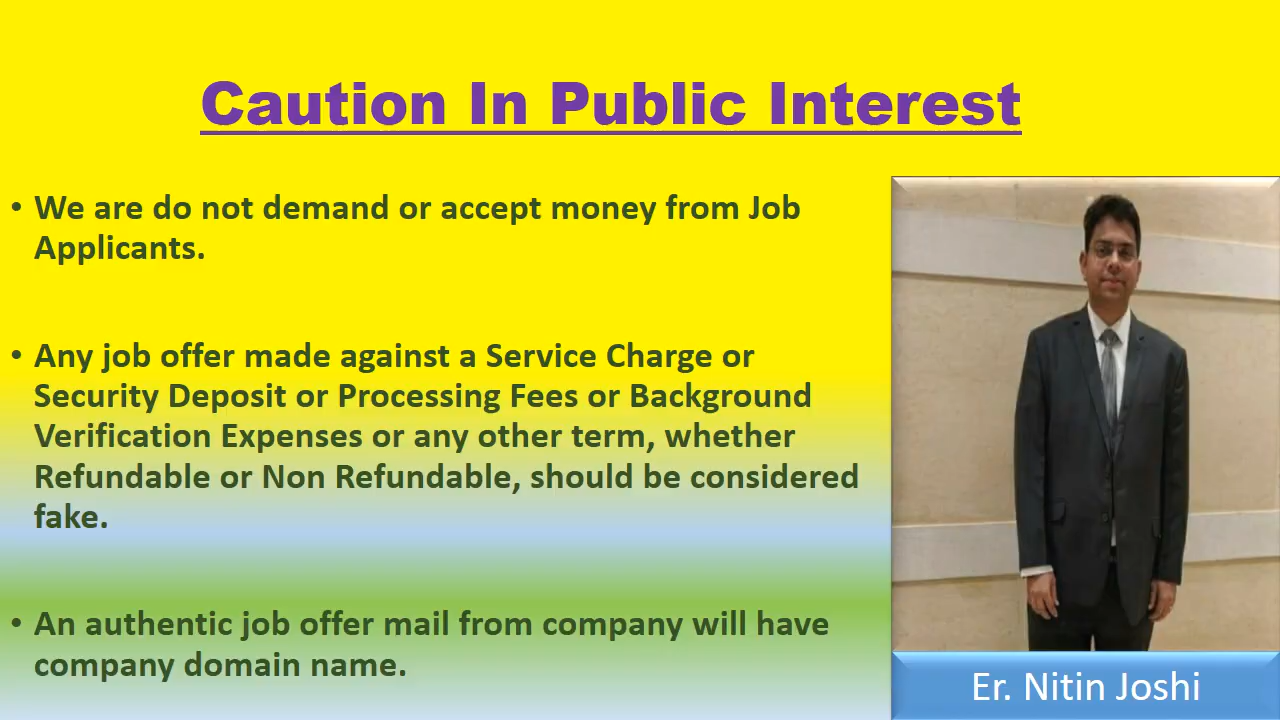 Caution In Public Interest
• We are do not demand or accept money from Job
Applicants.
• Any job offer made against a Service Charge or
Security Deposit or Processing Fees or Background
Verification Expenses or any other term, whether
Refundable or Non Refundable, should be considered
fake.
• An authentic job offer mail from company will have
company domain name.
Er. Nitin Joshi